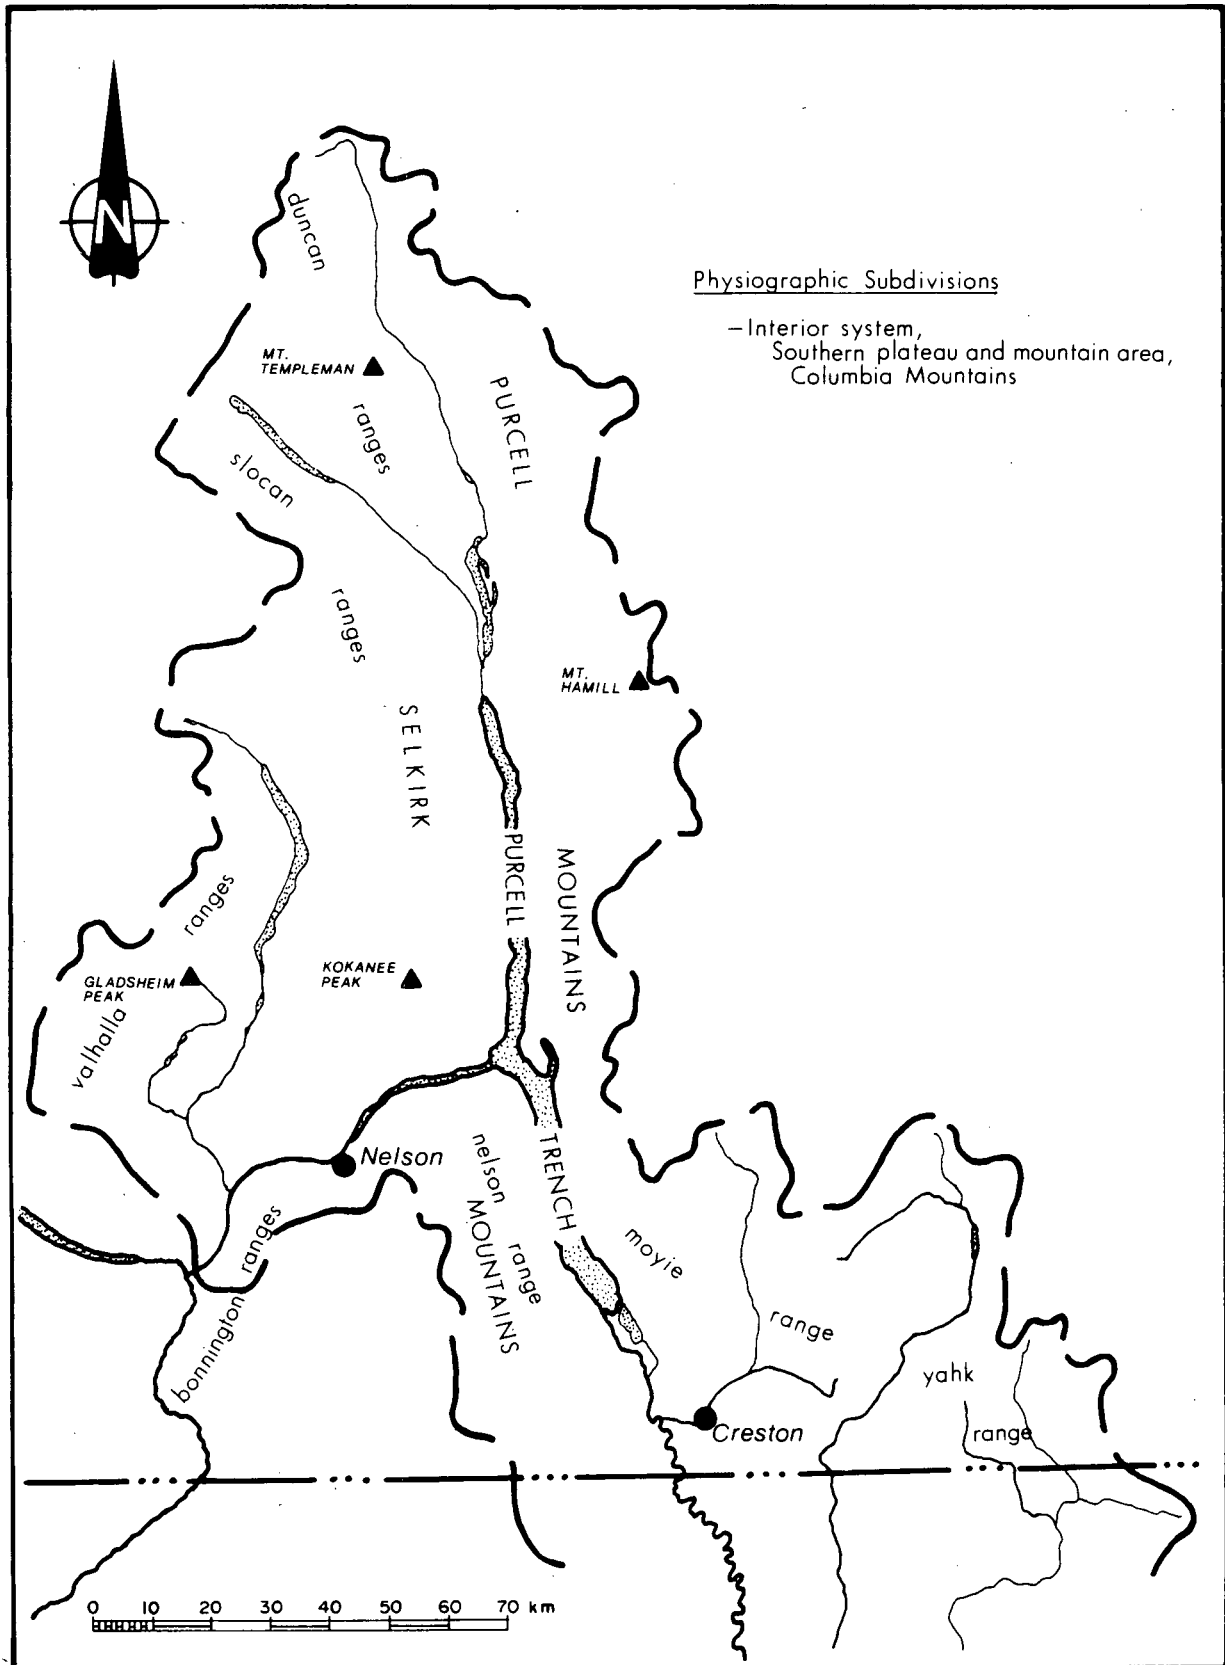 N
Physiographic Subdivisions
–Interior system,
Southern plateau and mountain area,
Columbia Mountains
duncan
ranges
MT.
TEMPLEMAN
PURCELL
MOUNTAINS
slocan
ranges
MT.
HAMILL
SELKIRK
MOUNTAINS
PURCELL
TRENCH
valhalla
ranges
GLADSHEIM
PEAK
KOKANEE
PEAK
Nelson
nelson
range
bonnington
ranges
moyie
range
yahk
range
Creston
0 10 20 30 40 50 60 70 km